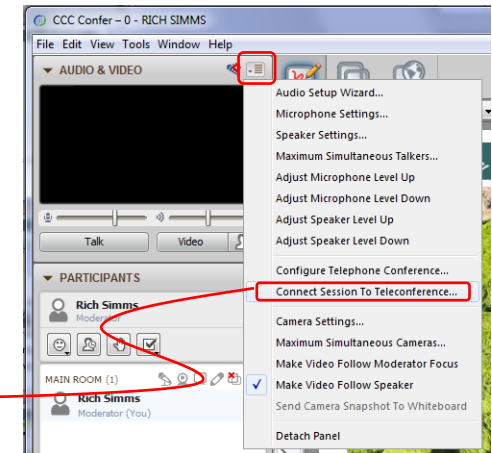 CCC Confer – 0 - RICH SIMMS
File Edit View Tools Window Help
AUDIO & VIDEO
Talk
Video
PARTICIPANTS
Rich Simms
Moderator
MAIN ROOM (1)
Rich Simms
Moderator (You)
Audio Setup Wizard...
Microphone Settings...
Speaker Settings...
Maximum Simultaneous Talkers...
Adjust Microphone Level Up
Adjust Microphone Level Down
Adjust Speaker Level Up
Adjust Speaker Level Down
Configure Telephone Conference...
Connect Session To Teleconference...
Camera Settings...
Maximum Simultaneous Cameras...
Make Video Follow Moderator Focus
Make Video Follow Speaker
Send Camera Snapshot To Whiteboard
Detach Panel